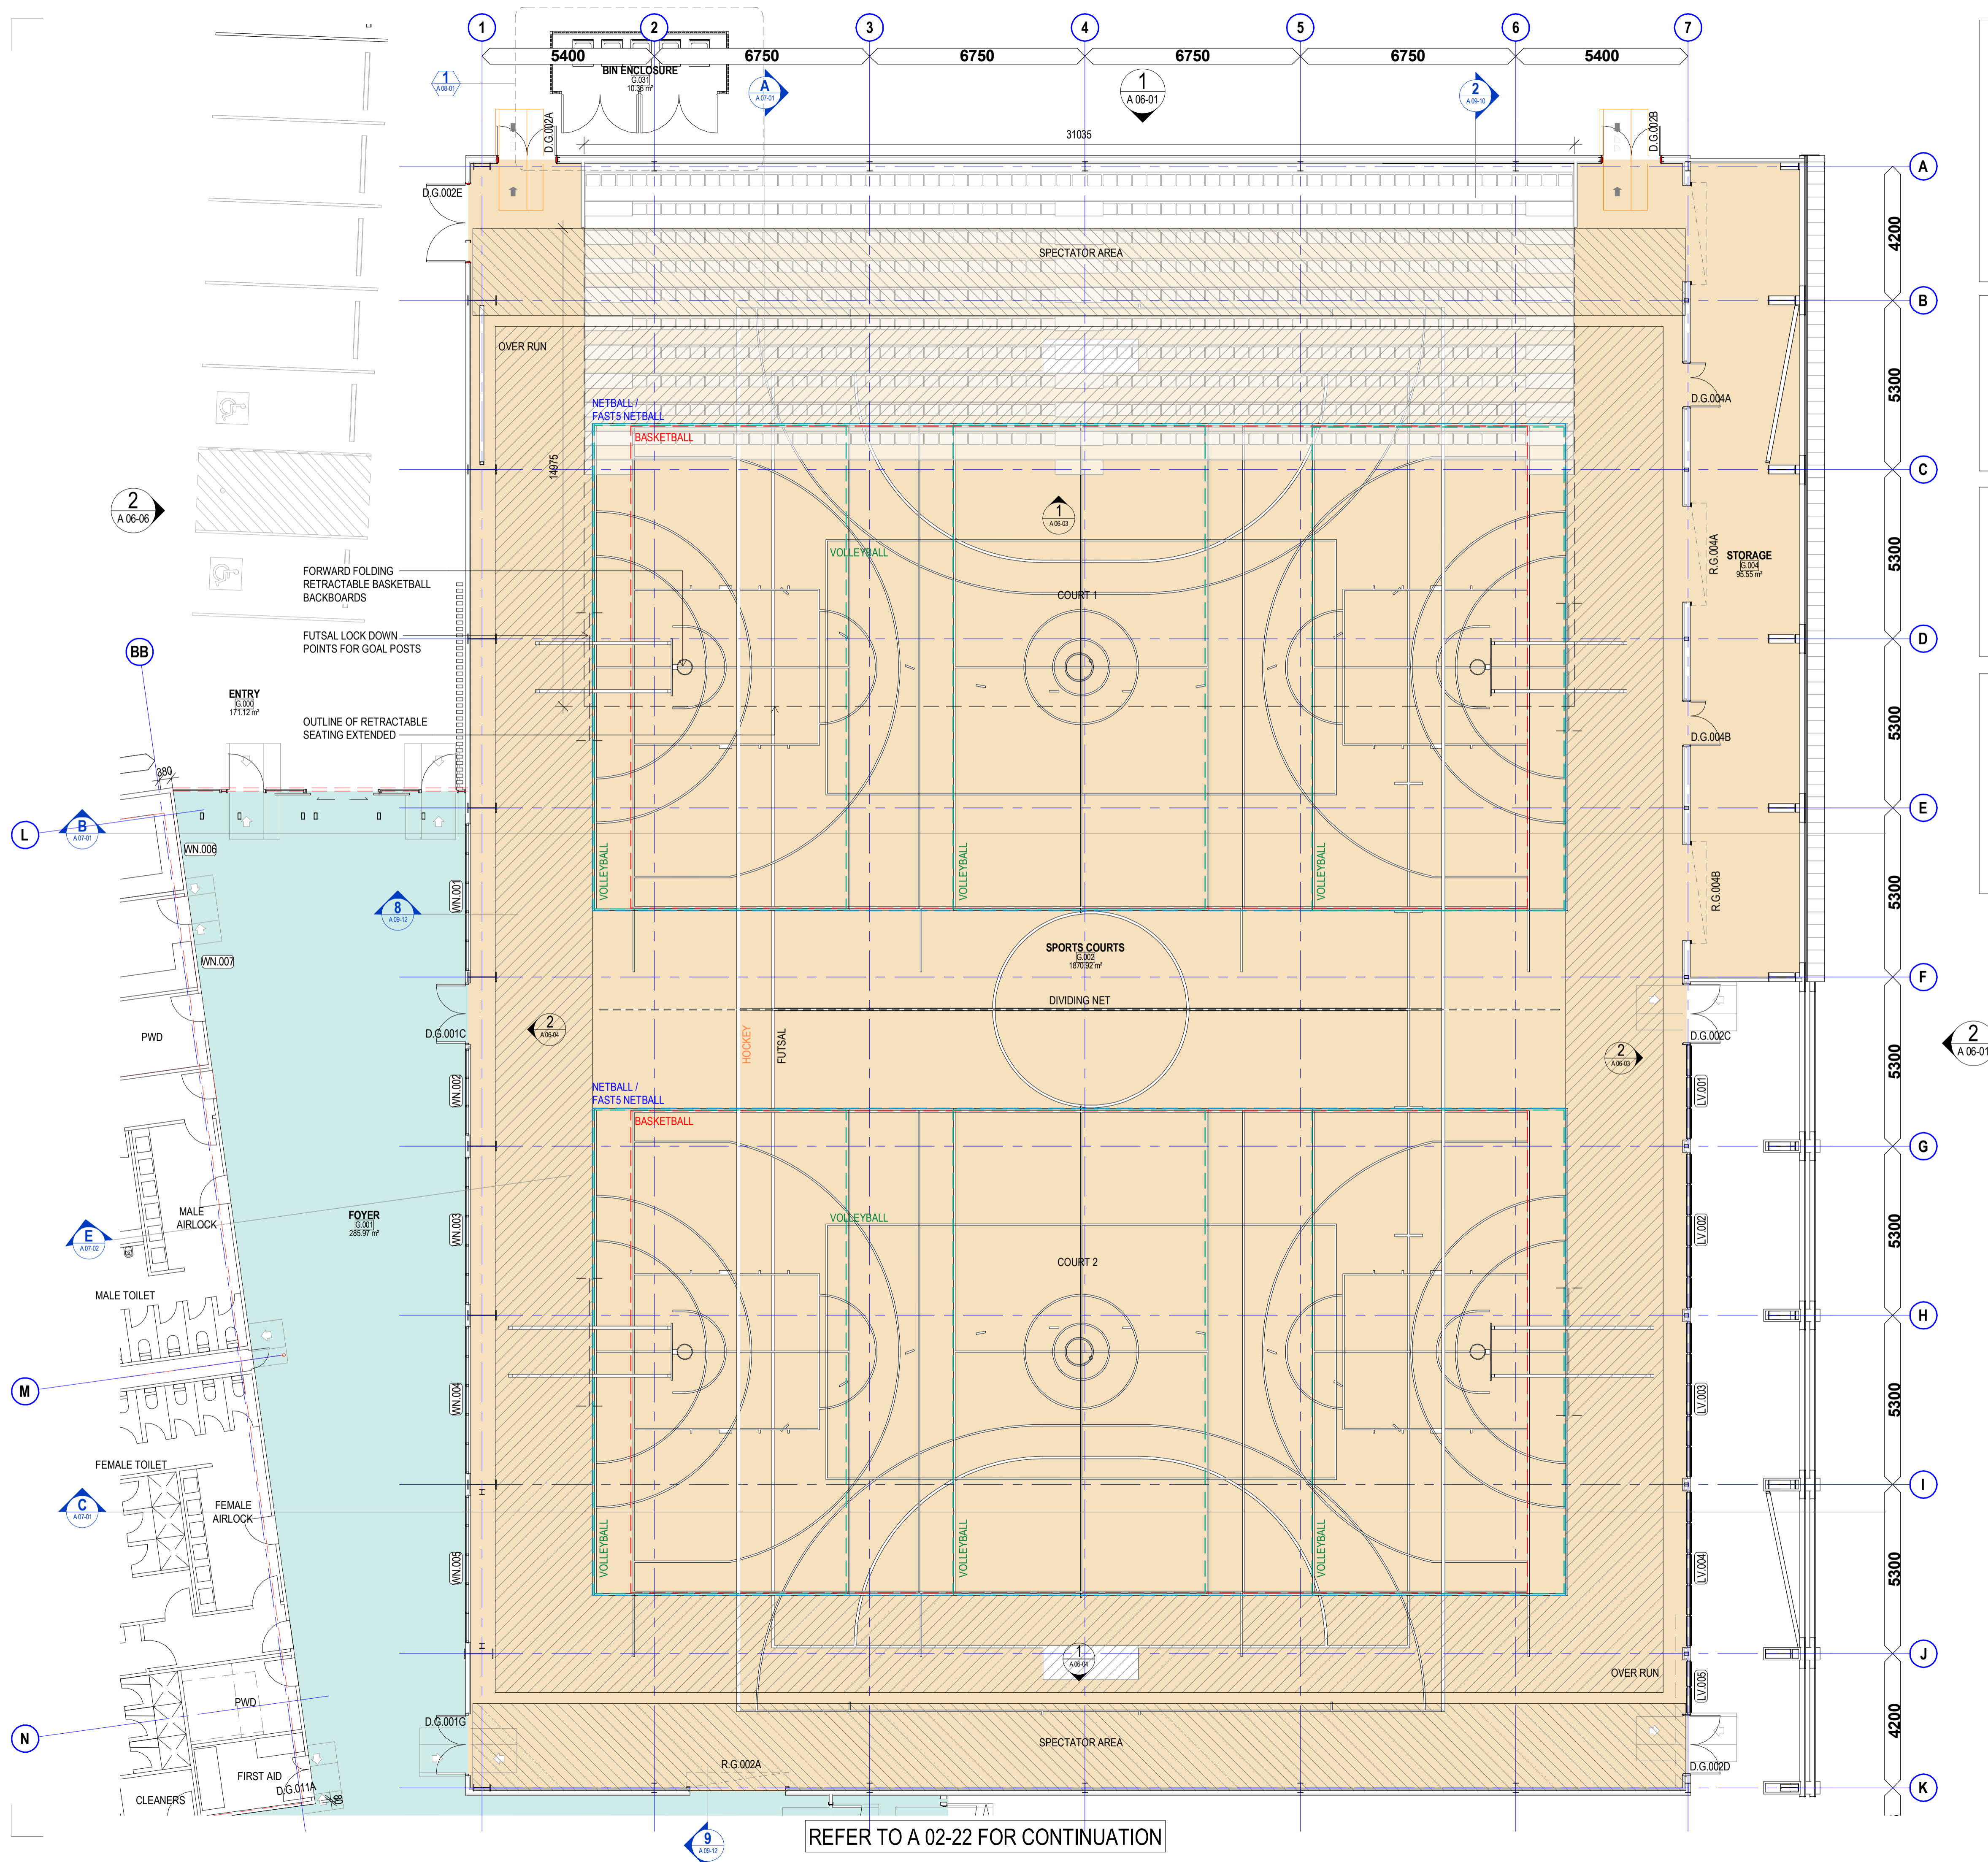 1
2
3
4
5
6
7
5400
6750
6750
6750
6750
5400
BIN ENCLOSURE
G.031
10.36 m²
1
A 08-01
A
A 07-01
1
A 06-01
2
A 09-10
D.G.002A
31035
D.G.002B
A
D.G.002E
4200
SPECTATOR AREA
B
OVER RUN
5300
D.G.004A
NETBALL /
FAST5 NETBALL
BASKETBALL
14975
C
2
A 06-06
1
A 06-03
VOLLEYBALL
R.G.004A
STORAGE
G.004
95.55 m²
5300
FORWARD FOLDING
RETRACTABLE BASKETBALL
BACKBOARDS
COURT 1
FUTSAL LOCK DOWN
POINTS FOR GOAL POSTS
D
BB
ENTRY
G.000
171.12 m²
OUTLINE OF RETRACTABLE
SEATING EXTENDED
5300
D.G.004B
380
E
L
B
A 07-01
WN.006
VOLLEYBALL
VOLLEYBALL
VOLLEYBALL
WN.001
5300
R.G.004B
8
A 09-12
SPORTS COURTS
G.002
1870.92 m²
WN.007
F
DIVIDING NET
2
A 06-04
D.G.001C
PWD
HOCKEY
FUTSAL
2
A 06-03
D.G.002C
5300
2
A 06-01
WN.002
LV.001
NETBALL /
FAST5 NETBALL
BASKETBALL
G
MALE
AIRLOCK
FOYER
G.001
285.97 m²
WN.003
VOLLEYBALL
LV.002
5300
E
A 07-02
COURT 2
MALE TOILET
H
M
WN.004
LV.003
5300
FEMALE TOILET
I
C
A 07-01
FEMALE
AIRLOCK
WN.005
VOLLEYBALL
VOLLEYBALL
VOLLEYBALL
LV.004
5300
1
A 06-04
J
OVER RUN
LV.005
PWD
D.G.001G
N
SPECTATOR AREA
4200
R.G.002A
D.G.002D
FIRST AID
D.G.011A
CLEANERS
K
9
A 09-12
REFER TO A 02-22 FOR CONTINUATION